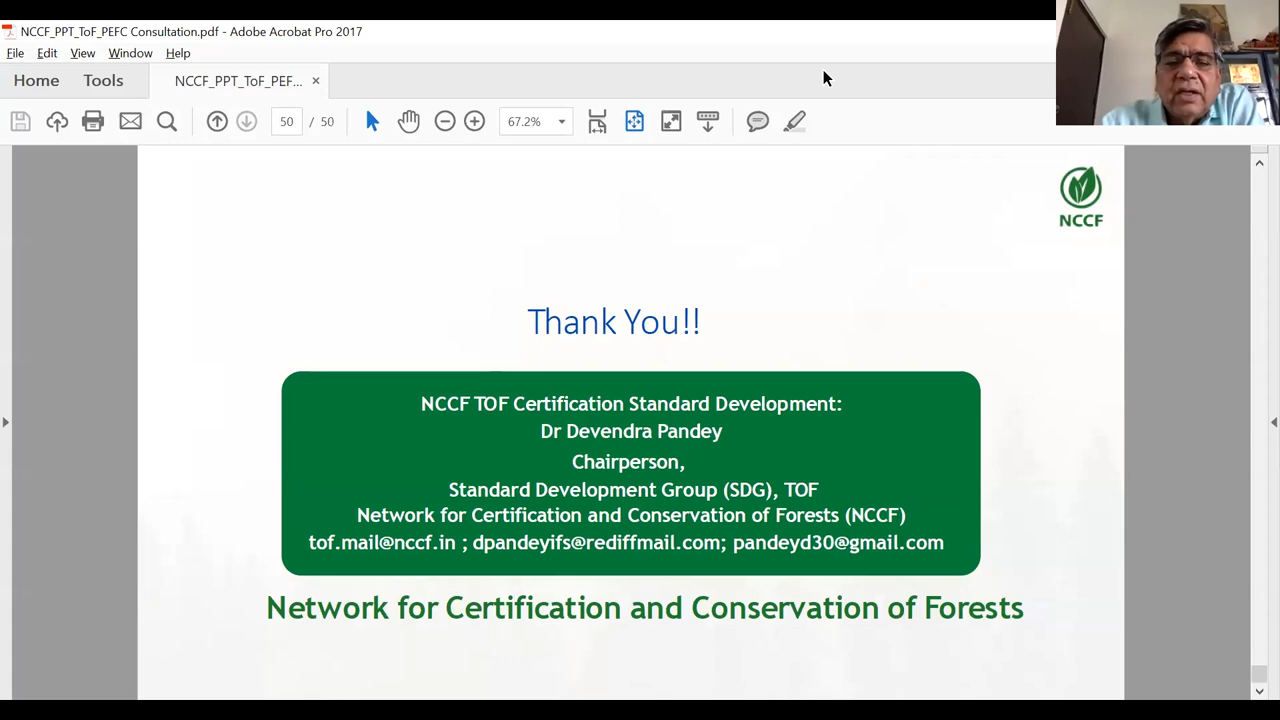 NCCF_PPT_ToF_PEFC Consultation.pdf - Adobe Acrobat Pro 2017
File Edit View Window Help
Home Tools NCCF_PPT_ToF_PEF... ×
50 / 50 67.2%
NCCF
Thank You!!
NCCF TOF Certification Standard Development:
Dr Devendra Pandey
Chairperson,
Standard Development Group (SDG), TOF
Network for Certification and Conservation of Forests (NCCF)
tof.mail@nccf.in ; dpandeyifs@rediffmail.com; pandeyd30@gmail.com
Network for Certification and Conservation of Forests